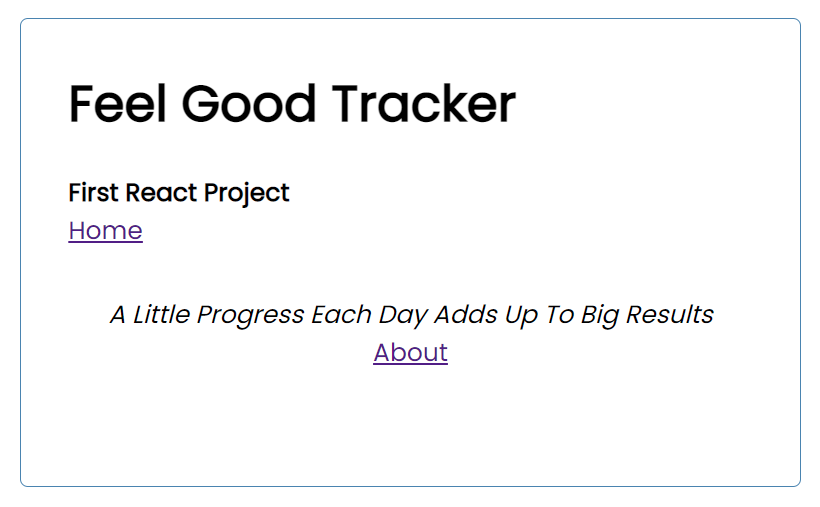 Feel Good Tracker
First React Project
Home
A Little Progress Each Day Adds Up To Big Results
About